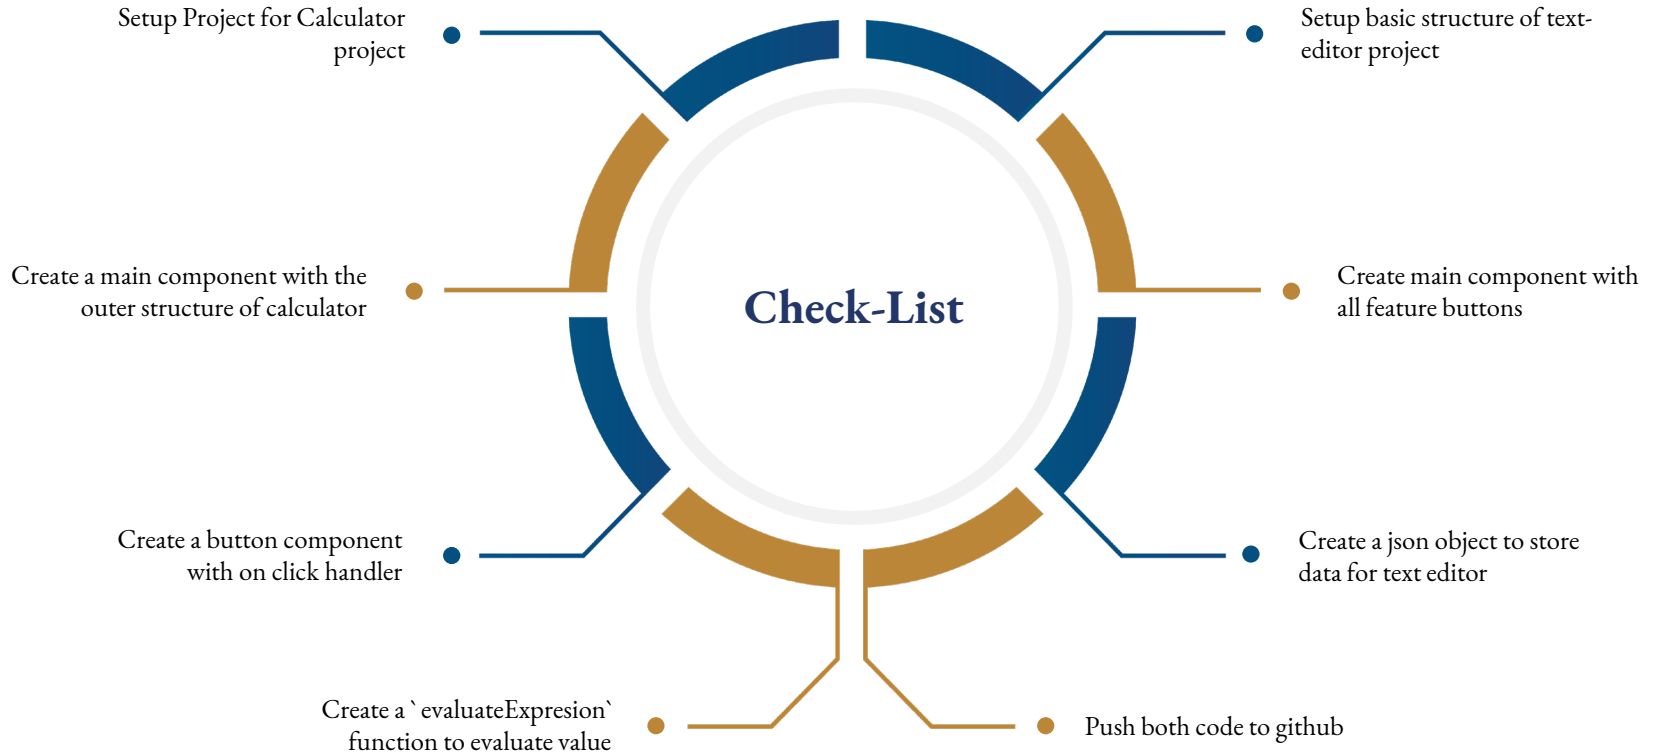 Setup Project for Calculator
project
Setup basic structure of text-
editor project
Create a main component with the
outer structure of calculator
Check-List
Create main component with
all feature buttons
Create a button component
with on click handler
Create a json object to store
data for text editor
Create a `evaluateExpresion`
function to evaluate value
Push both code to github